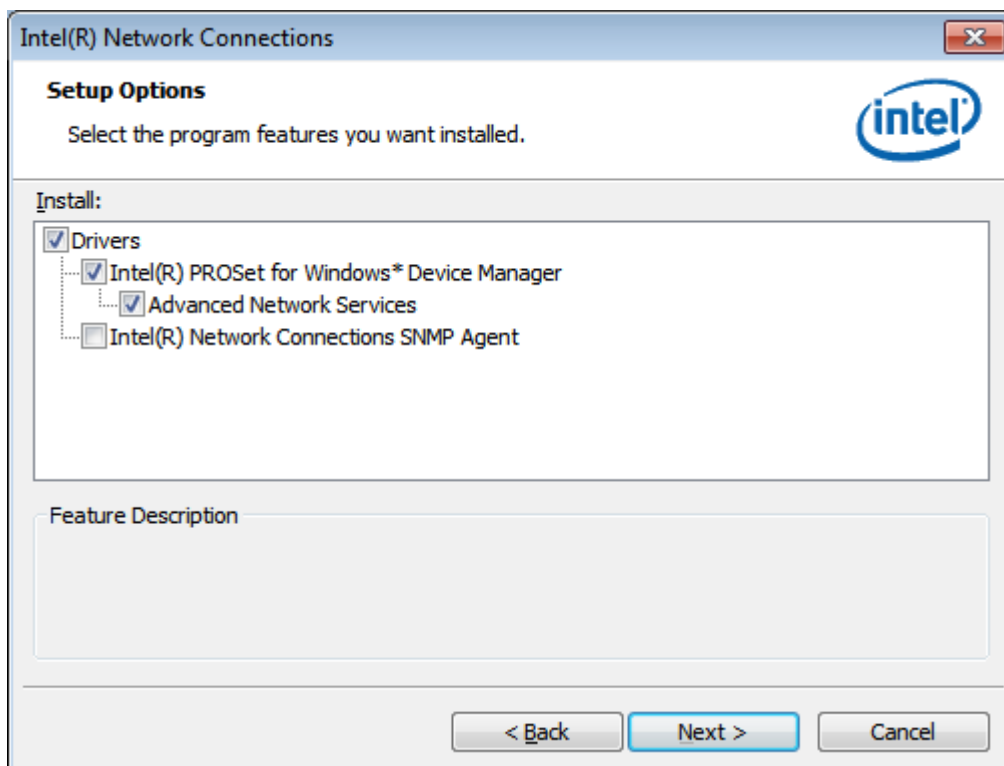 Intel(R) Network Connections
Setup Options
Select the program features you want installed.
intel
Install:
Drivers
Intel(R) PROSet for Windows* Device Manager
Advanced Network Services
Intel(R) Network Connections SNMP Agent
Feature Description
< Back
Next >
Cancel